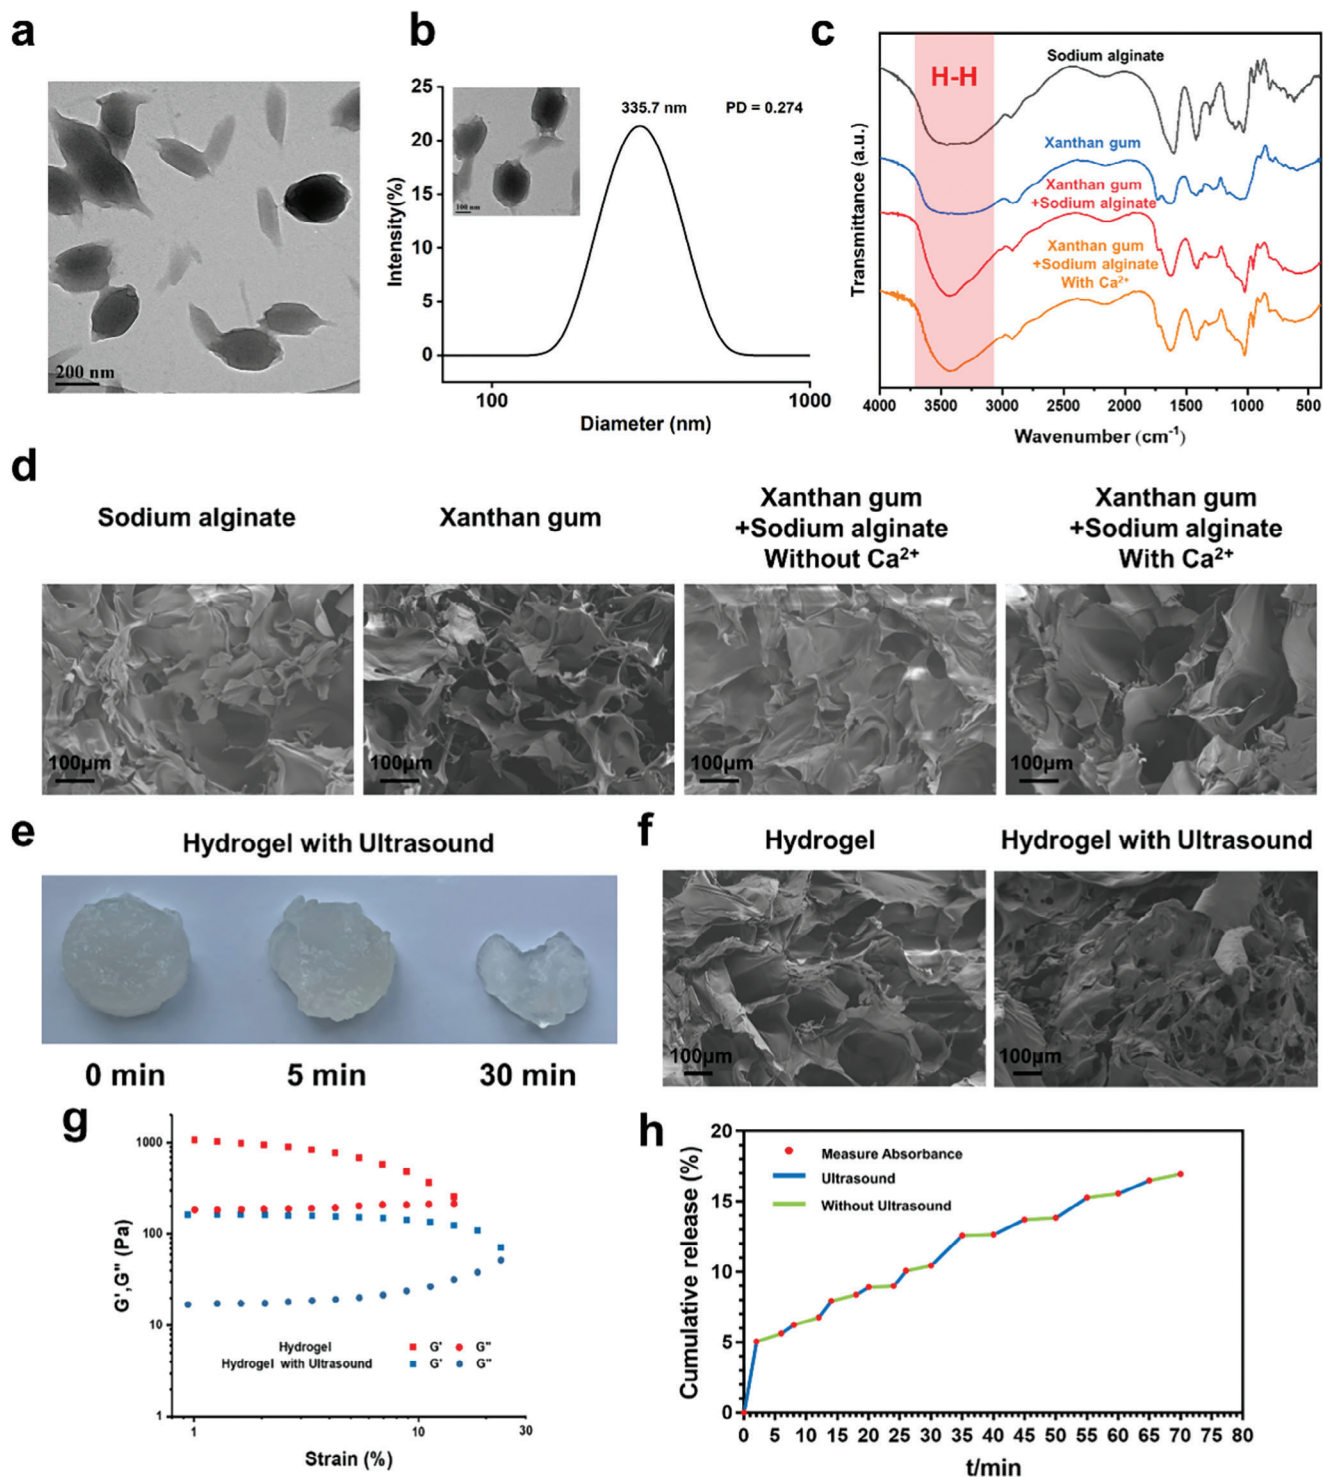 a
200 nm
b
25
20
15
10
5
0
Intensity(%)
335.7 nm
PD = 0.274
100 nm
100
1000
Diameter (nm)
c
H-H
Sodium alginate
Xanthan gum
Xanthan gum
+Sodium alginate
Xanthan gum
+Sodium alginate
With Ca²⁺
Transmittance (a.u.)
4000 3500 3000 2500 2000 1500 1000 500
Wavenumber (cm⁻¹)
d
Sodium alginate
Xanthan gum
Xanthan gum
+Sodium alginate
Without Ca²⁺
Xanthan gum
+Sodium alginate
With Ca²⁺
100μm
100μm
100μm
100μm
e
Hydrogel with Ultrasound
0 min
5 min
30 min
f
Hydrogel
Hydrogel with Ultrasound
100μm
100μm
g
1000
100
10
1
G',G" (Pa)
Hydrogel G' G"
Hydrogel with Ultrasound G' G"
1 10 30
Strain (%)
h
20
15
10
5
0
Cumulative release (%)
Measure Absorbance
Ultrasound
Without Ultrasound
0 5 10 15 20 25 30 35 40 45 50 55 60 65 70 75 80
t/min